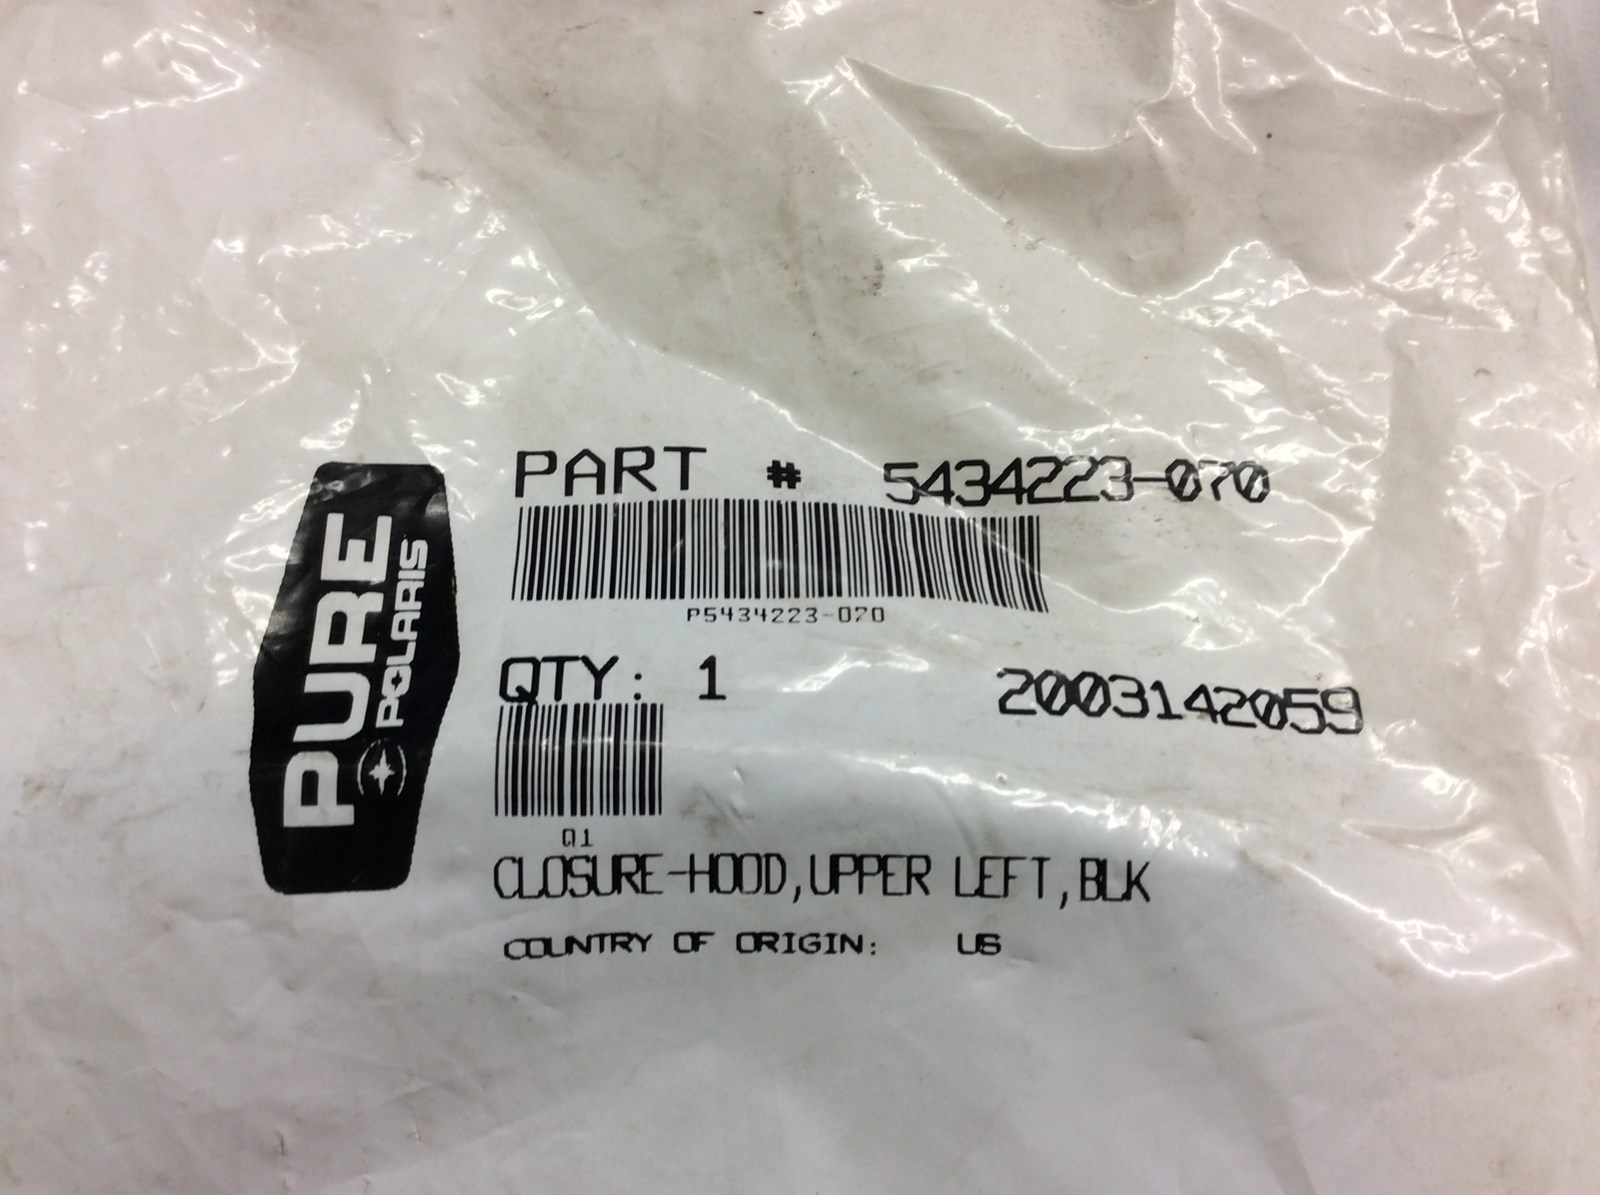 PURE
POLARIS
PART # 5434223-070
P5434223-070
QTY: 1 2003142059
Q1
CLOSURE-HOOD,UPPER LEFT,BLK
COUNTRY OF ORIGIN: US